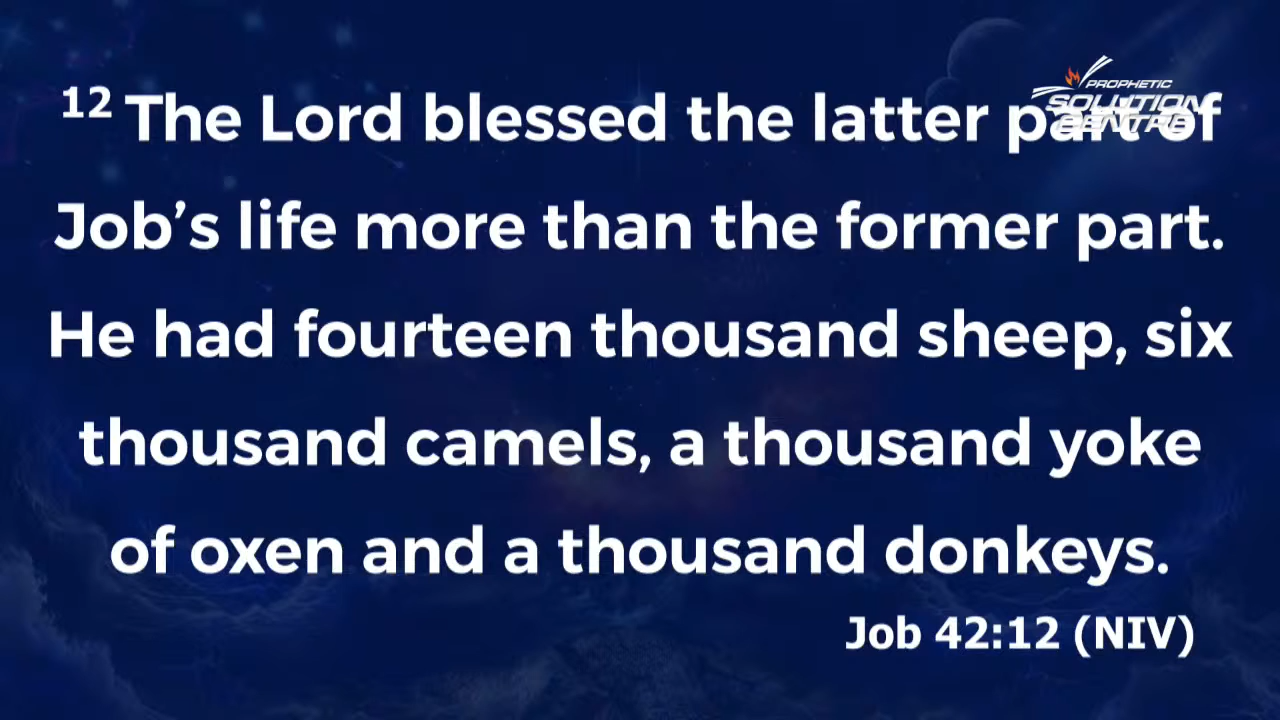 12 The Lord blessed the latter part of
PROPHETIC
SOLUTION
CENTRE
Job’s life more than the former part.
He had fourteen thousand sheep, six
thousand camels, a thousand yoke
of oxen and a thousand donkeys.
Job 42:12 (NIV)